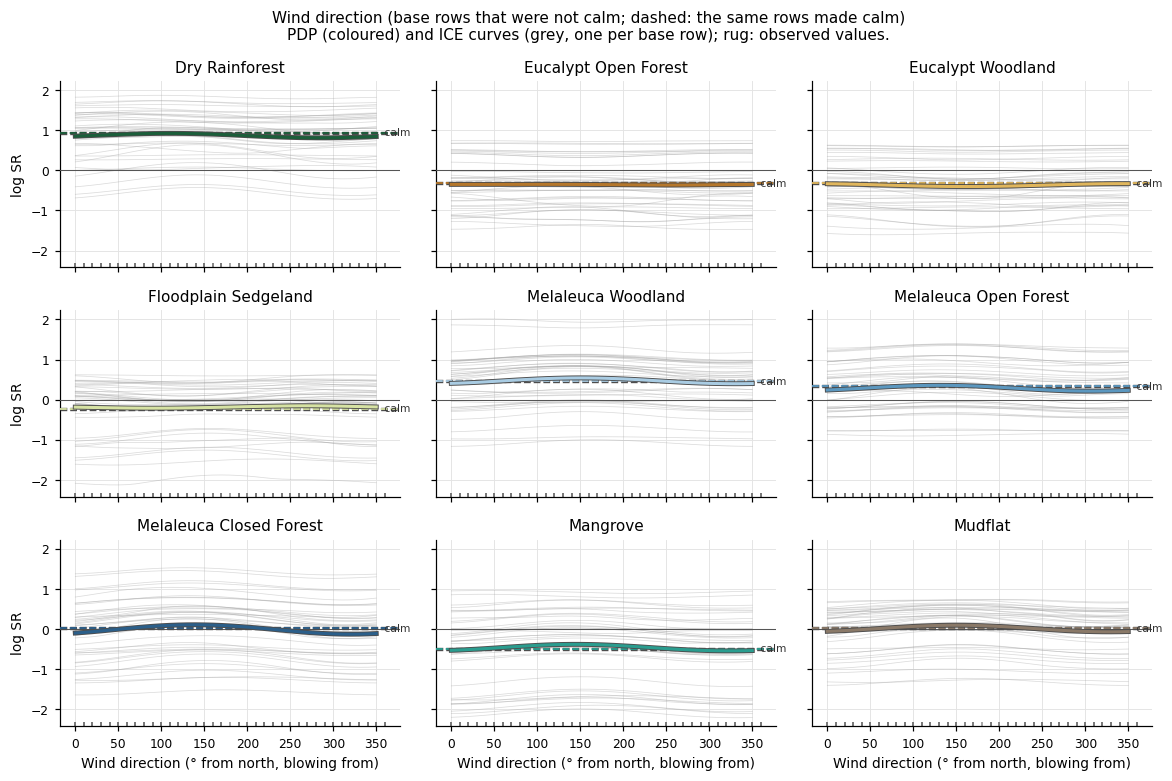 Wind direction (base rows that were not calm; dashed: the same rows made calm)
PDP (coloured) and ICE curves (grey, one per base row); rug: observed values.
Dry Rainforest
Eucalypt Open Forest
Eucalypt Woodland
log SR
2
1
0
−1
−2
calm
calm
calm
Floodplain Sedgeland
Melaleuca Woodland
Melaleuca Open Forest
log SR
2
1
0
−1
−2
calm
calm
calm
Melaleuca Closed Forest
Mangrove
Mudflat
log SR
2
1
0
−1
−2
calm
calm
calm
0 50 100 150 200 250 300 350
0 50 100 150 200 250 300 350
0 50 100 150 200 250 300 350
Wind direction (° from north, blowing from)
Wind direction (° from north, blowing from)
Wind direction (° from north, blowing from)